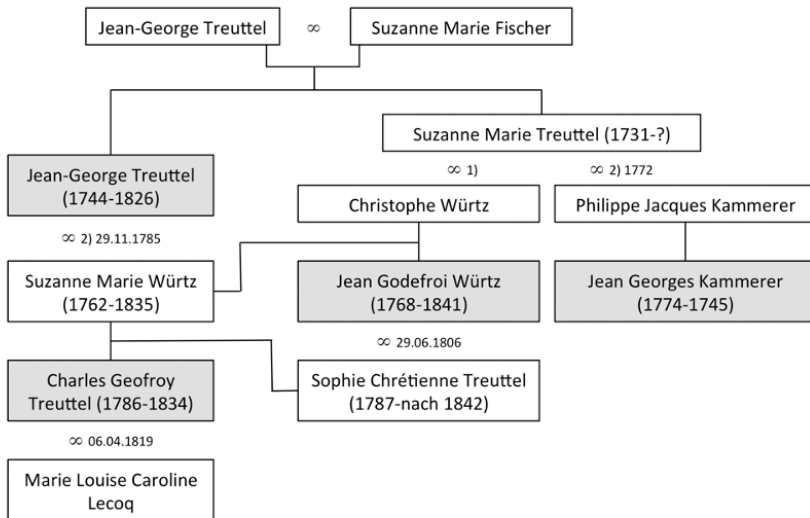 Jean-George Treuttel
∞
Suzanne Marie Fischer
Suzanne Marie Treuttel (1731-?)
Jean-George Treuttel
(1744-1826)
∞ 1)
∞ 2) 1772
Christophe Würtz
Philippe Jacques Kammerer
∞ 2) 29.11.1785
Suzanne Marie Würtz
(1762-1835)
Jean Godefroi Würtz
(1768-1841)
Jean Georges Kammerer
(1774-1745)
∞ 29.06.1806
Charles Geofroy
Treuttel (1786-1834)
Sophie Chrétienne Treuttel
(1787-nach 1842)
∞ 06.04.1819
Marie Louise Caroline
Lecoq